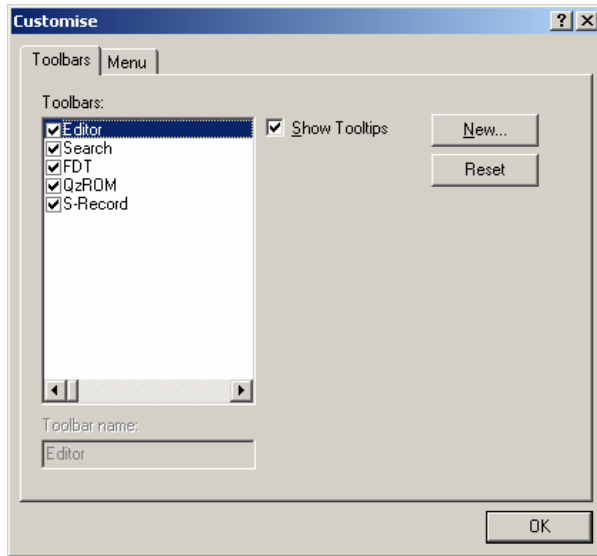 Customise
Toolbars Menu
Toolbars:
Editor
Search
FDT
QzROM
S-Record
Show Tooltips
New...
Reset
Toolbar name:
Editor
OK